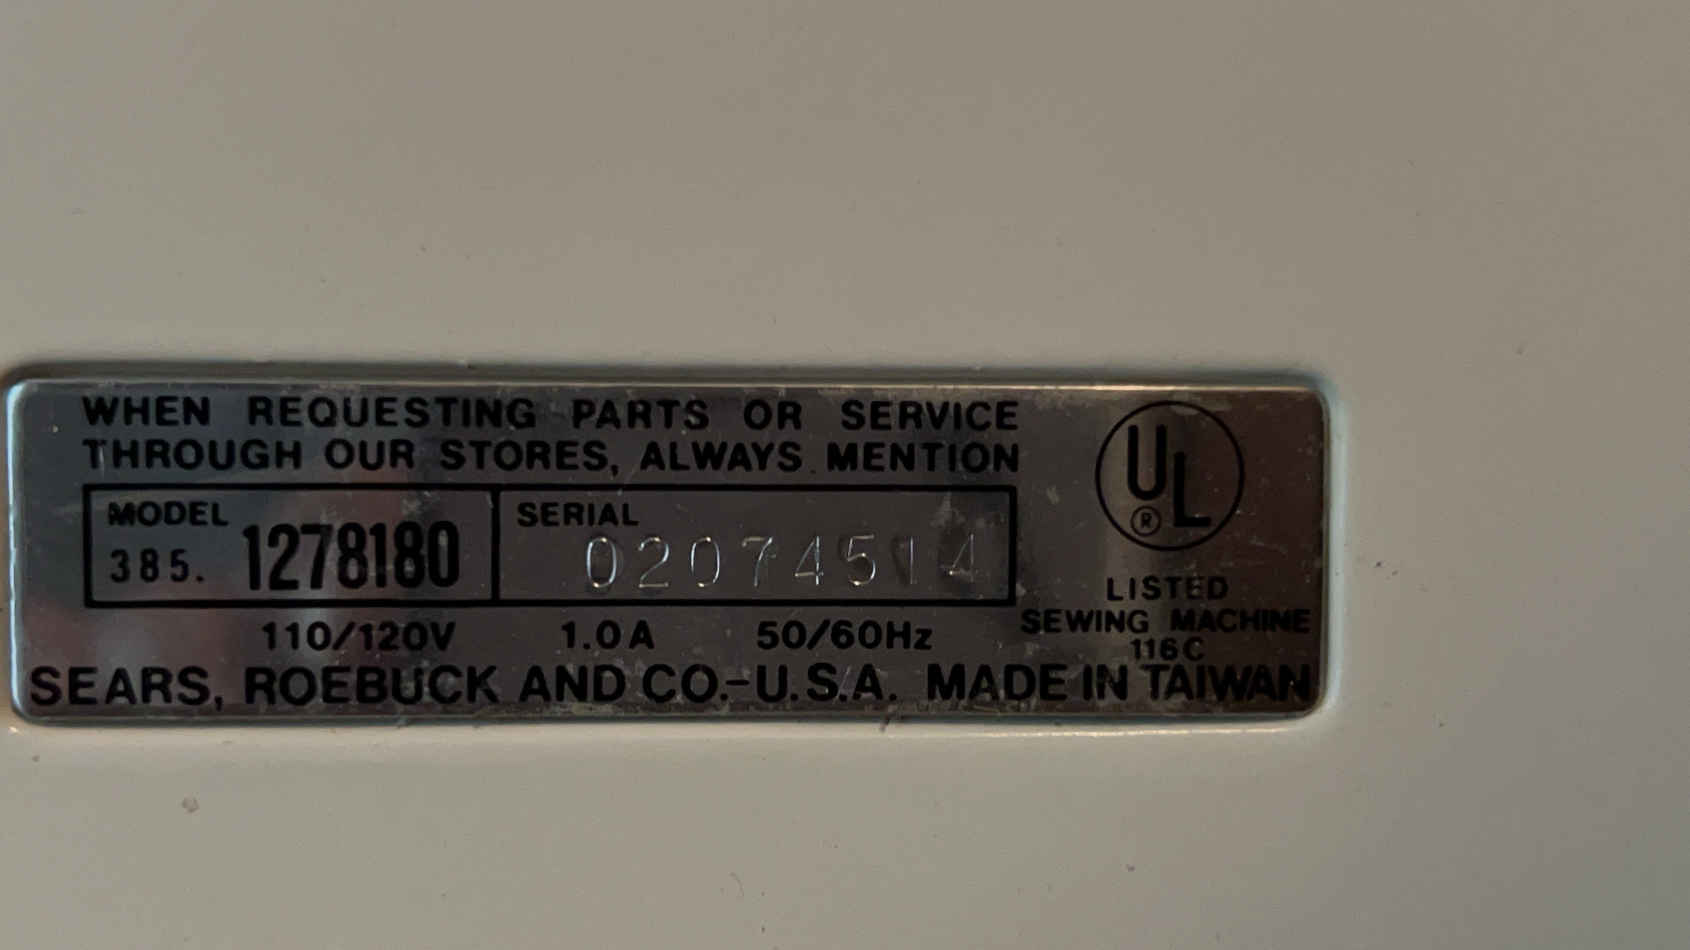 WHEN REQUESTING PARTS OR SERVICE
THROUGH OUR STORES, ALWAYS MENTION
MODEL
385. 1278180
SERIAL
02074514
110/120V 1.0A 50/60Hz
SEARS, ROEBUCK AND CO.-U.S.A. MADE IN TAIWAN
UL
®
LISTED
SEWING MACHINE
116C